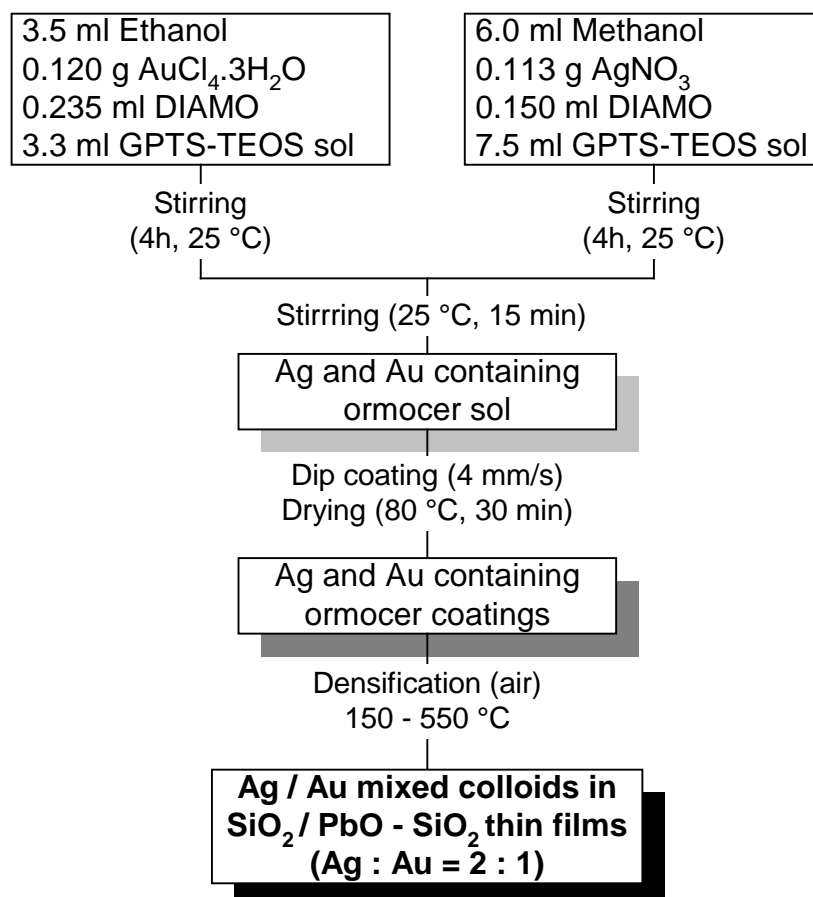 3.5 ml Ethanol
0.120 g AuCl₄.3H₂O
0.235 ml DIAMO
3.3 ml GPTS-TEOS sol
6.0 ml Methanol
0.113 g AgNO₃
0.150 ml DIAMO
7.5 ml GPTS-TEOS sol
Stirring
(4h, 25 °C)
Stirring
(4h, 25 °C)
Stirrring (25 °C, 15 min)
Ag and Au containing
ormocer sol
Dip coating (4 mm/s)
Drying (80 °C, 30 min)
Ag and Au containing
ormocer coatings
Densification (air)
150 - 550 °C
Ag / Au mixed colloids in
SiO₂ / PbO - SiO₂ thin films
(Ag : Au = 2 : 1)